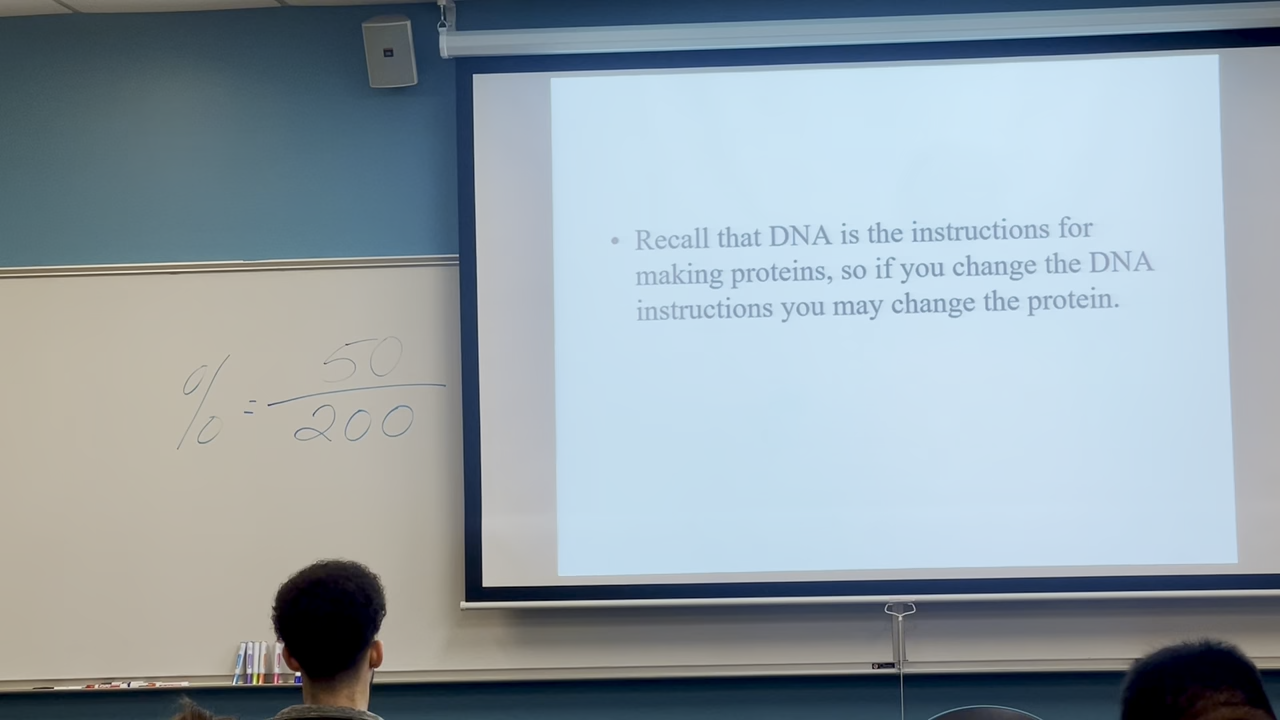 % = 50
200
• Recall that DNA is the instructions for
making proteins, so if you change the DNA
instructions you may change the protein.